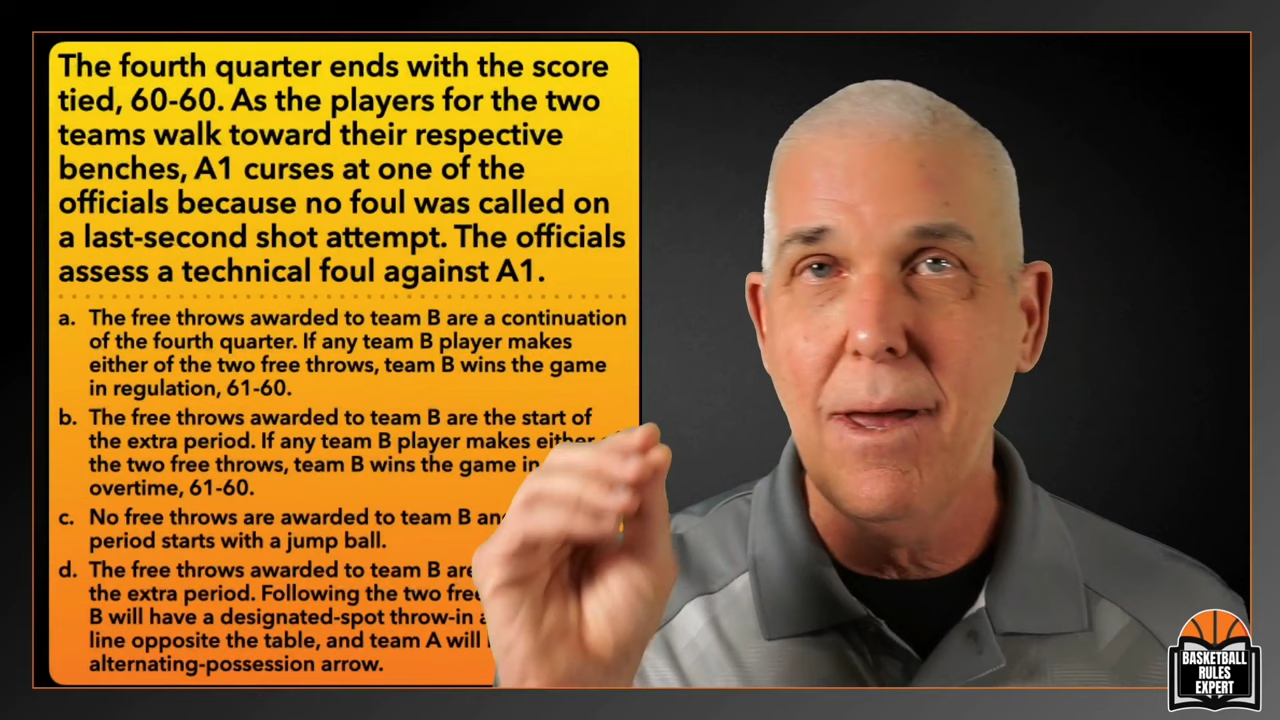 The fourth quarter ends with the score
tied, 60-60. As the players for the two
teams walk toward their respective
benches, A1 curses at one of the
officials because no foul was called on
a last-second shot attempt. The officials
assess a technical foul against A1.
a. The free throws awarded to team B are a continuation
of the fourth quarter. If any team B player makes
either of the two free throws, team B wins the game
in regulation, 61-60.
b. The free throws awarded to team B are the start of
the extra period. If any team B player makes either
the two free throws, team B wins the game in
overtime, 61-60.
c. No free throws are awarded to team B
period starts with a jump ball.
d. The free throws awarded to team B are
the extra period. Following the two
B will have a designated-spot throw-in
line opposite the table, and team A will
alternating-possession arrow.
BASKETBALL
RULES
EXPERT